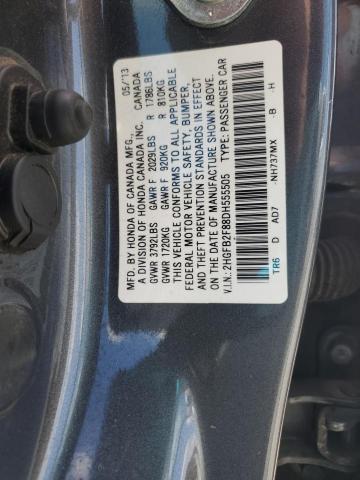 MFD. BY HONDA OF CANADA MFG.
A DIVISION OF HONDA CANADA INC.
05/'13
CANADA
GVWR 3792LBS GAWR F 2029LBS R 1786LBS
GVWR 1720KG GAWR F 920KG R 810KG
THIS VEHICLE CONFORMS TO ALL APPLICABLE
FEDERAL MOTOR VEHICLE SAFETY, BUMPER,
AND THEFT PREVENTION STANDARDS IN EFFECT
ON THE DATE OF MANUFACTURE SHOWN ABOVE.
V.I.N.: 2HGFB2F88DH555505 TYPE: PASSENGER CAR
TR6 D AD7 NH737MX B H